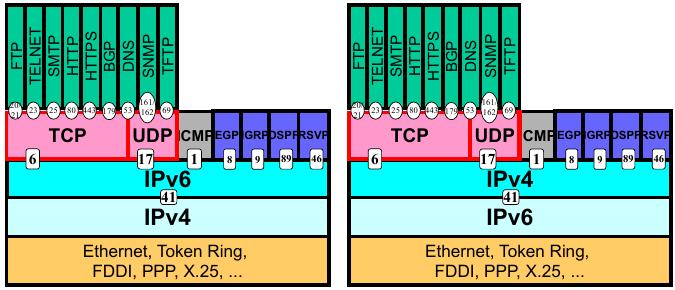 FTP
TELNET
SMTP
HTTP
HTTPS
BGP
DNS
SNMP
TFTP
20/
21
23
25
80
443
179
53
161/
162
69
TCP
UDP
ICMP
EGP
IGRP
OSPF
RSVP
6
17
1
8
9
89
46
IPv6
41
IPv4
Ethernet, Token Ring,
FDDI, PPP, X.25, ...
FTP
TELNET
SMTP
HTTP
HTTPS
BGP
DNS
SNMP
TFTP
20/
21
23
25
80
443
179
53
161/
162
69
TCP
UDP
ICMP
EGP
IGRP
OSPF
RSVP
6
17
1
8
9
89
46
IPv4
41
IPv6
Ethernet, Token Ring,
FDDI, PPP, X.25, ...